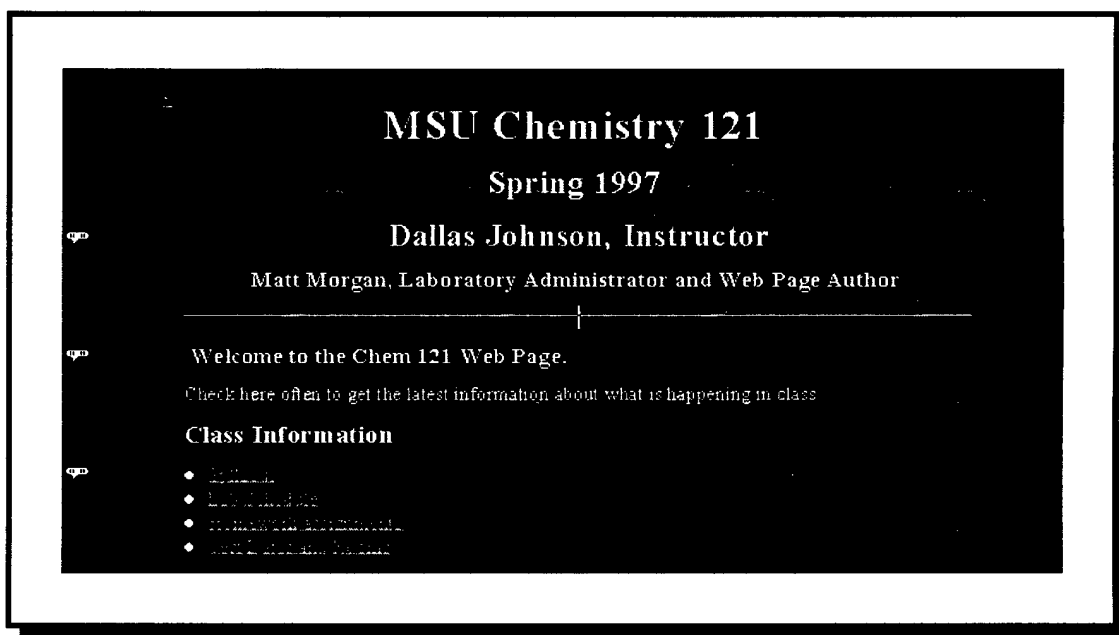 MSU Chemistry 121
Spring 1997
Dallas Johnson, Instructor
Matt Morgan, Laboratory Administrator and Web Page Author
Welcome to the Chem 121 Web Page.
Check here often to get the latest information about what is happening in class
Class Information